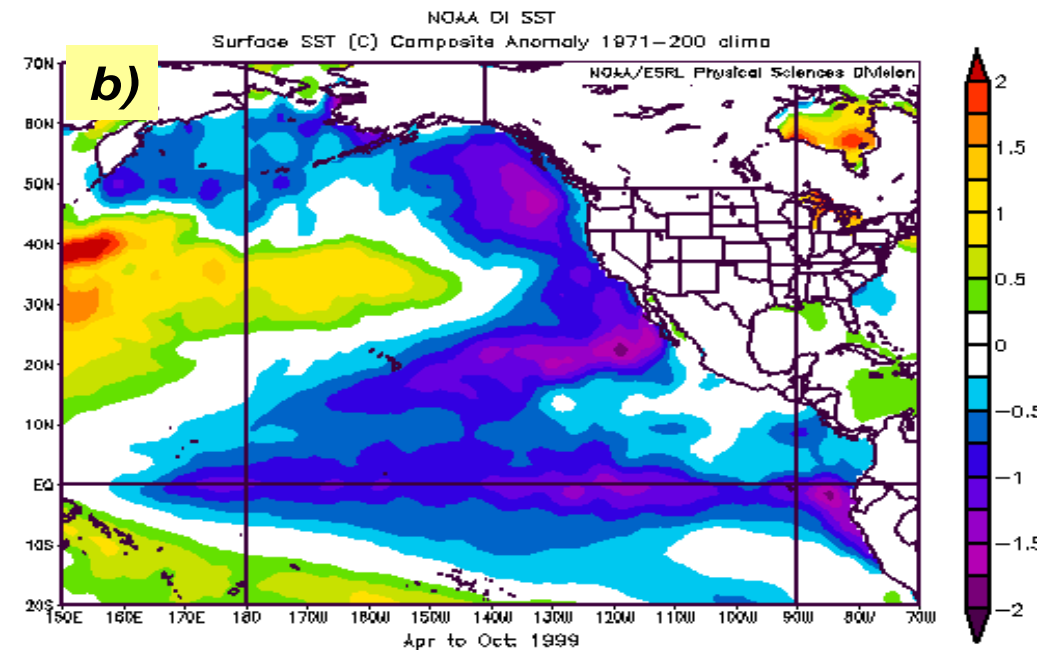 NOAA OI SST
Surface SST (C) Composite Anomaly 1971-200 climo
b)
NOAA/ESRL Physical Sciences Division
70N
60N
50N
40N
30N
20N
10N
EQ
10S
20S
150E 160E 170E 180 170W 160W 150W 140W 130W 120W 110W 100W 90W 80W 70W
Apr to Oct: 1999
2
1.5
1
0.5
0
-0.5
-1
-1.5
-2